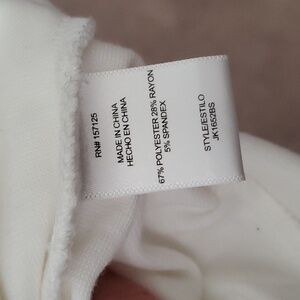 RN# 157125
MADE IN CHINA
HECHO EN CHINA
67% POLYESTER 28% RAYON
5% SPANDEX
STYLE/ESTILO
JK1652BS